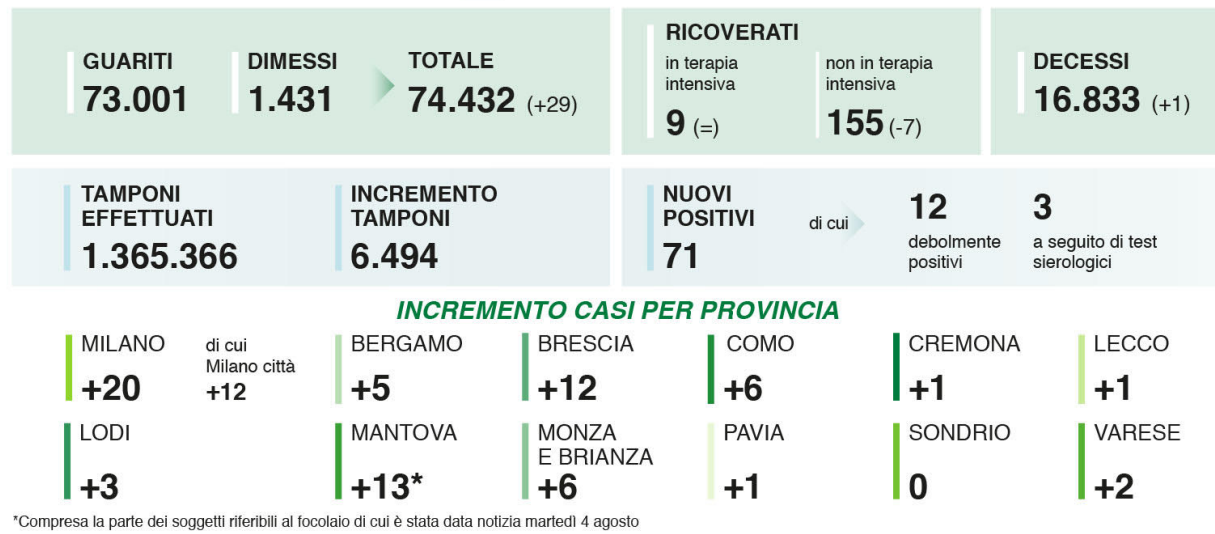 GUARITI
73.001
DIMESSI
1.431
TOTALE
74.432 (+29)
RICOVERATI
in terapia
intensiva
9 (=)
non in terapia
intensiva
155 (-7)
DECESSI
16.833 (+1)
TAMPONI
EFFETTUATI
1.365.366
INCREMENTO
TAMPONI
6.494
NUOVI
POSITIVI
71
di cui
12
debolmente
positivi
3
a seguito di test
sierologici
INCREMENTO CASI PER PROVINCIA
MILANO
+20
di cui
Milano città
+12
BERGAMO
+5
BRESCIA
+12
COMO
+6
CREMONA
+1
LECCO
+1
LODI
+3
MANTOVA
+13*
MONZA
E BRIANZA
+6
PAVIA
+1
SONDRIO
0
VARESE
+2
*Compresa la parte dei soggetti riferibili al focolaio di cui è stata data notizia martedì 4 agosto